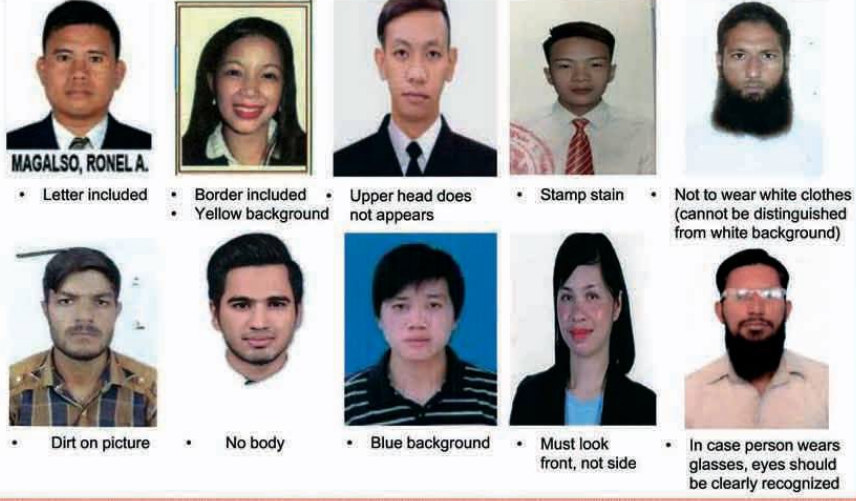 MAGALSO, RONEL A.
• Letter included
• Border included
• Yellow background
• Upper head does
not appears
• Stamp stain
• Not to wear white clothes
(cannot be distinguished
from white background)
• Dirt on picture
• No body
• Blue background
• Must look
front, not side
• In case person wears
glasses, eyes should
be clearly recognized